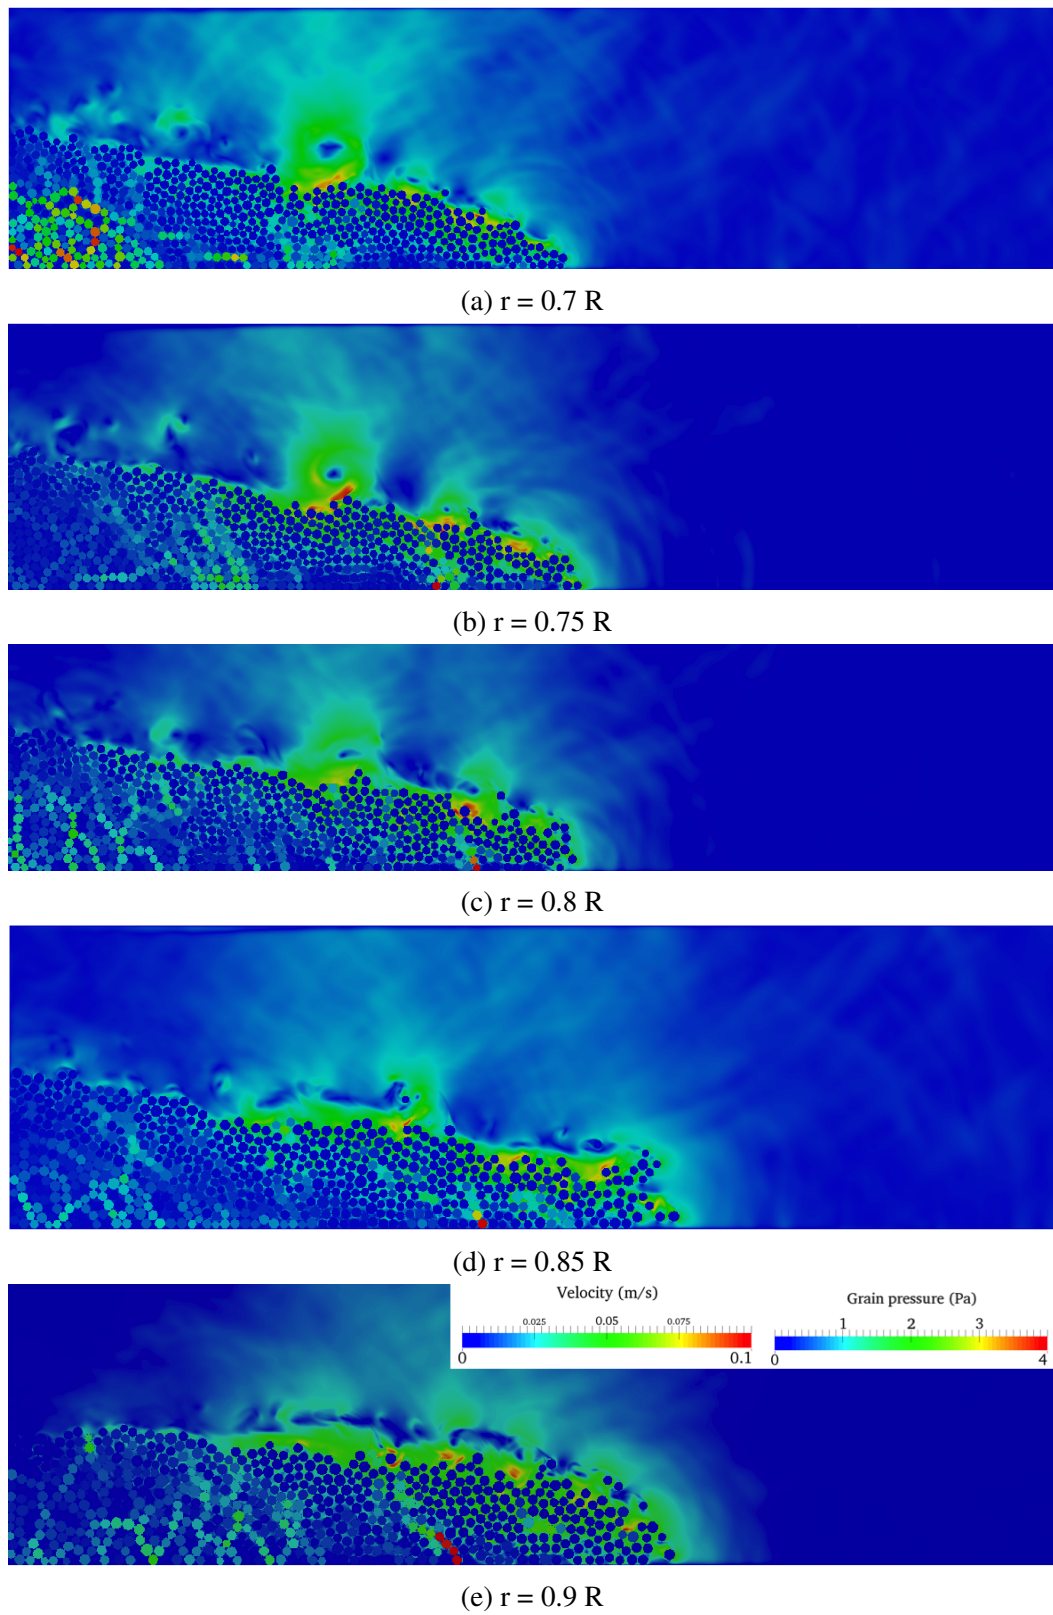 (a) r = 0.7 R
(b) r = 0.75 R
(c) r = 0.8 R
(d) r = 0.85 R
Velocity (m/s)
0.025 0.05 0.075
0 0.1
Grain pressure (Pa)
1 2 3
0 4
(e) r = 0.9 R